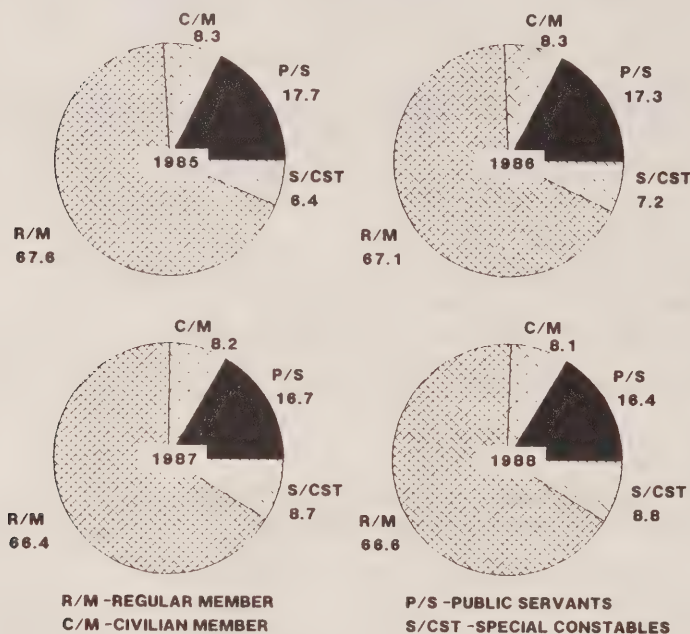 C/M
8.3
P/S
17.7
1985
S/CST
6.4
R/M
67.6
C/M
8.3
P/S
17.3
1986
S/CST
7.2
R/M
67.1
C/M
8.2
P/S
16.7
1987
S/CST
8.7
R/M
66.4
C/M
8.1
P/S
16.4
1988
S/CST
8.8
R/M
66.6
R/M -REGULAR MEMBER
C/M -CIVILIAN MEMBER
P/S -PUBLIC SERVANTS
S/CST -SPECIAL CONSTABLES